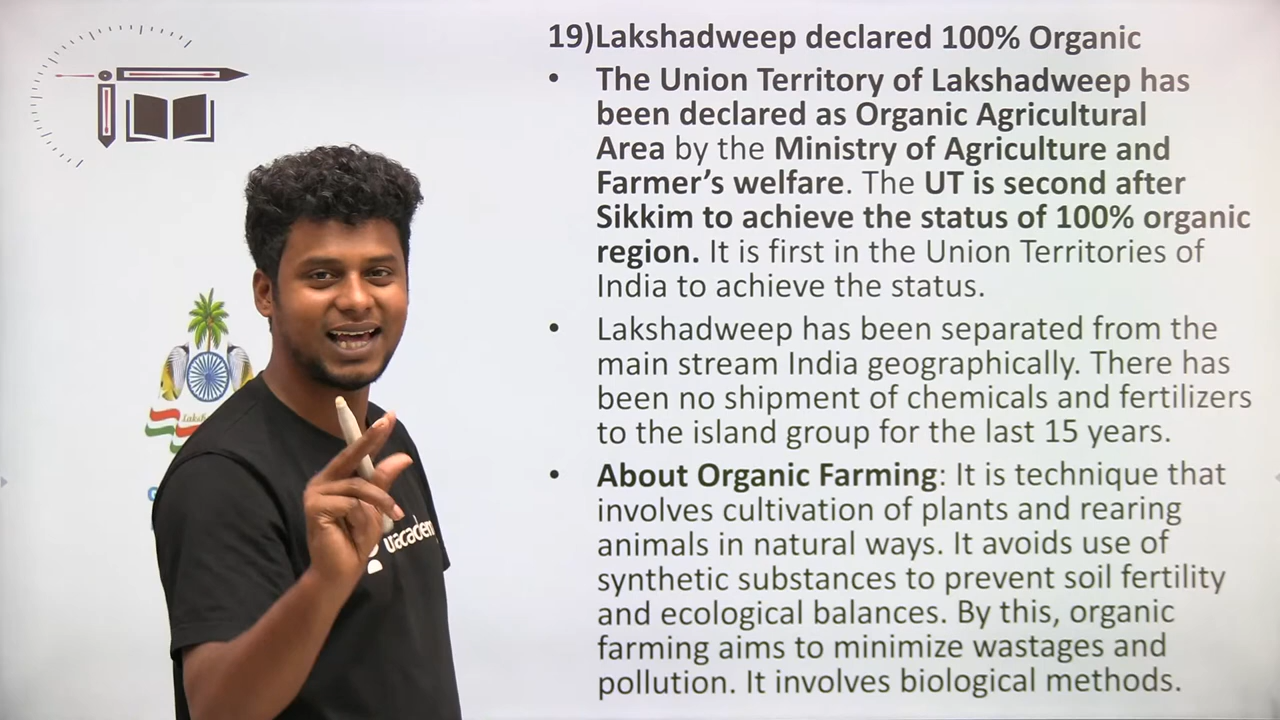 19)Lakshadweep declared 100% Organic
• The Union Territory of Lakshadweep has
been declared as Organic Agricultural
Area by the Ministry of Agriculture and
Farmer’s welfare. The UT is second after
Sikkim to achieve the status of 100% organic
region. It is first in the Union Territories of
India to achieve the status.
• Lakshadweep has been separated from the
main stream India geographically. There has
been no shipment of chemicals and fertilizers
to the island group for the last 15 years.
• About Organic Farming: It is technique that
involves cultivation of plants and rearing
animals in natural ways. It avoids use of
synthetic substances to prevent soil fertility
and ecological balances. By this, organic
farming aims to minimize wastages and
pollution. It involves biological methods.